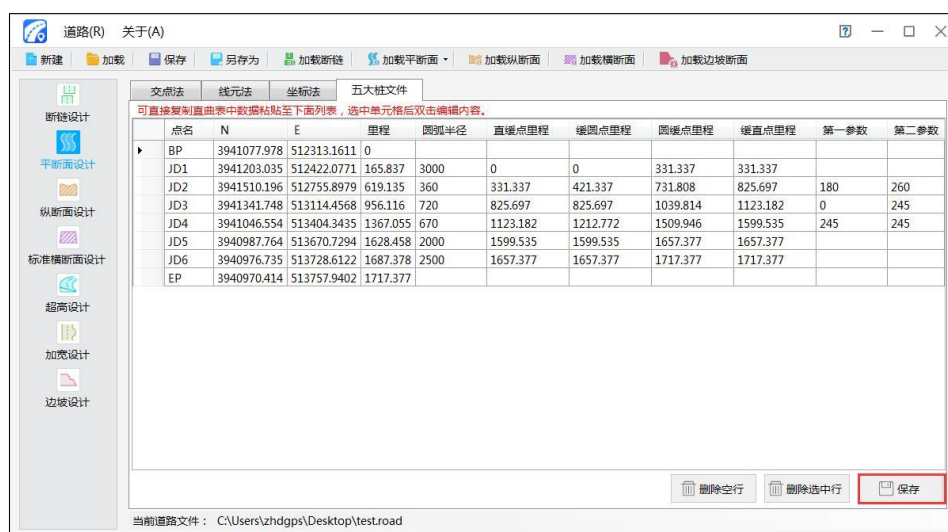 道路(R) 关于(A)
新建 加载 保存 另存为 加载断链 加载平断面 加载纵断面 加载横断面 加载边坡断面
断链设计
平断面设计
纵断面设计
标准横断面设计
超高设计
加宽设计
边坡设计
交点法 线元法 坐标法 五大桩文件
可直接复制直曲表中数据粘贴至下面列表，选中单元格后双击编辑内容。
点名 N E 里程 圆弧半径 直缓点里程 缓圆点里程 圆缓点里程 缓直点里程 第一参数 第二参数
BP 3941077.978 512313.1611 0
JD1 3941203.035 512422.0771 165.837 3000 0 0 331.337 331.337
JD2 3941510.196 512755.8979 619.135 360 331.337 421.337 731.808 825.697 180 260
JD3 3941341.748 513114.4568 956.116 720 825.697 825.697 1039.814 1123.182 0 245
JD4 3941046.554 513404.3435 1367.055 670 1123.182 1212.772 1509.946 1599.535 245 245
JD5 3940987.764 513670.7294 1628.458 2000 1599.535 1599.535 1657.377 1657.377
JD6 3940976.735 513728.6122 1687.378 2500 1657.377 1657.377 1717.377 1717.377
EP 3940970.414 513757.9402 1717.377
删除空行 删除选中行 保存
当前道路文件： C:\Users\zhdgps\Desktop\test.road